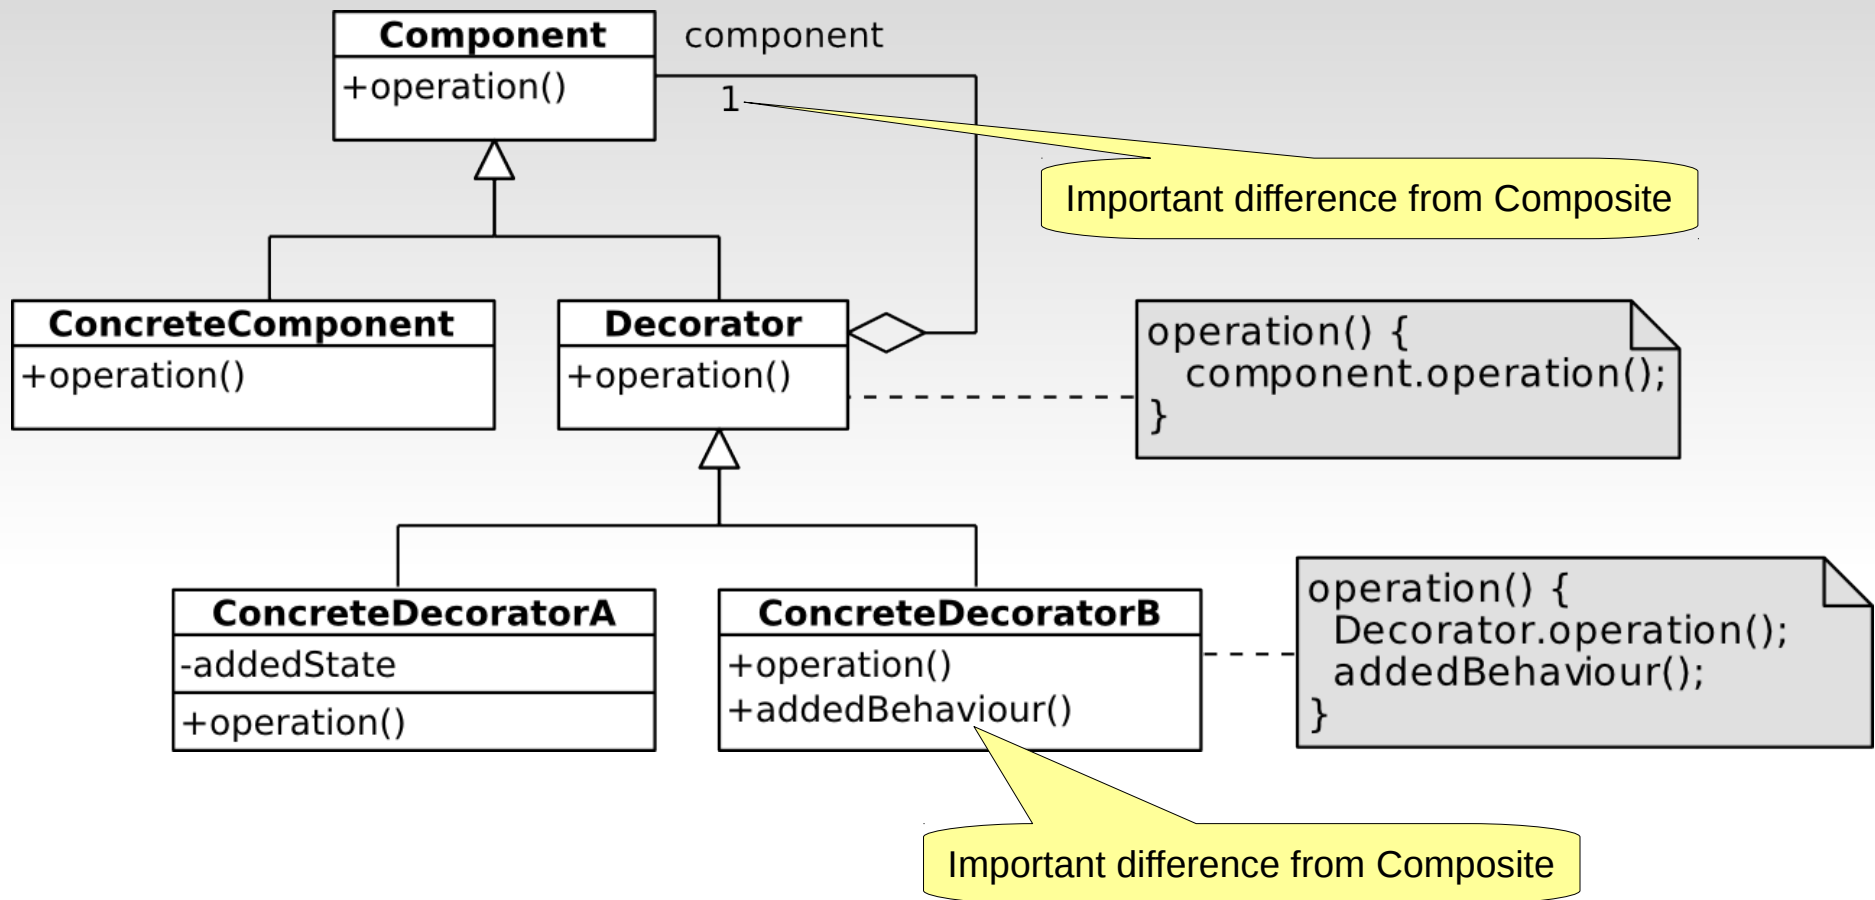 Component
component
+operation()
1
Important difference from Composite
ConcreteComponent
+operation()
Decorator
+operation()
operation() {
component.operation();
}
ConcreteDecoratorA
-addedState
+operation()
ConcreteDecoratorB
+operation()
+addedBehaviour()
operation() {
Decorator.operation();
addedBehaviour();
}
Important difference from Composite